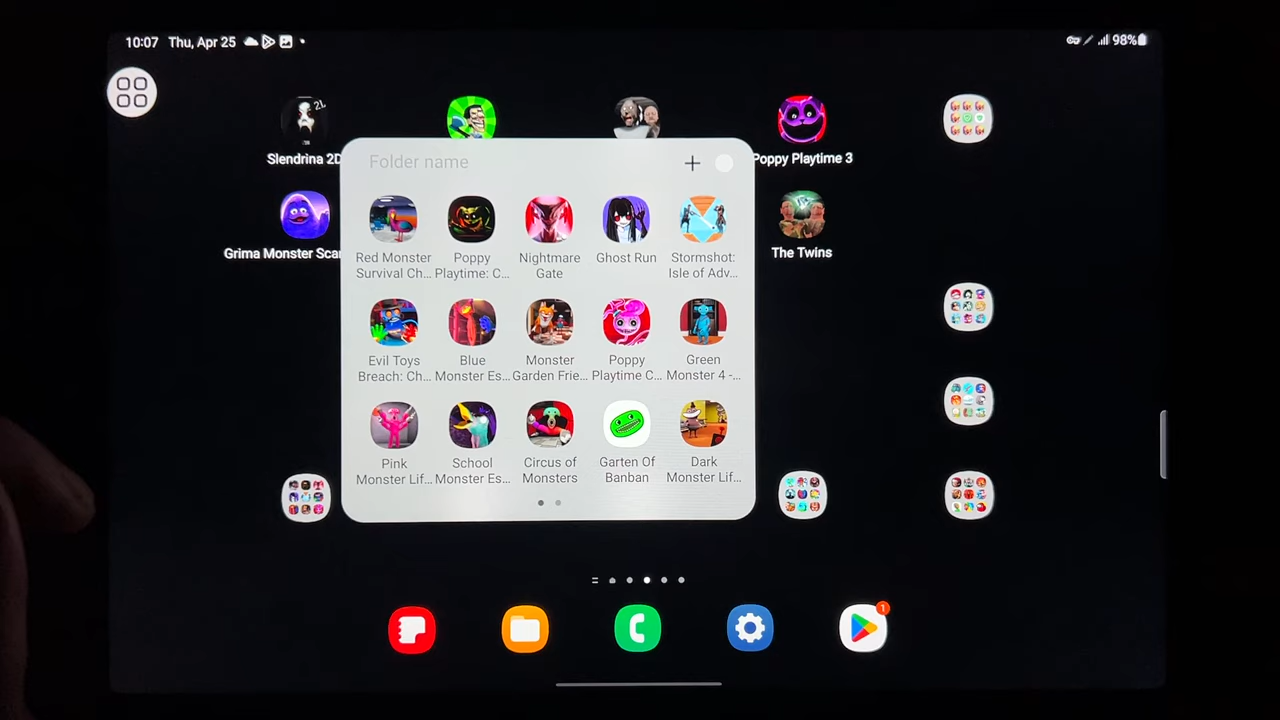 10:07 Thu, Apr 25
98%
2L
Slendrina 2D
Poppy Playtime 3
Grima Monster Scar
The Twins
Folder name
Red Monster
Survival Ch...
Poppy
Playtime: C...
Nightmare
Gate
Ghost Run
Stormshot:
Isle of Adv...
Evil Toys
Breach: Ch...
Blue
Monster Es...
Monster
Garden Frie...
Poppy
Playtime C...
Green
Monster 4 -...
Pink
Monster Lif...
School
Monster Es...
Circus of
Monsters
Garten Of
Banban
Dark
Monster Lif...
1